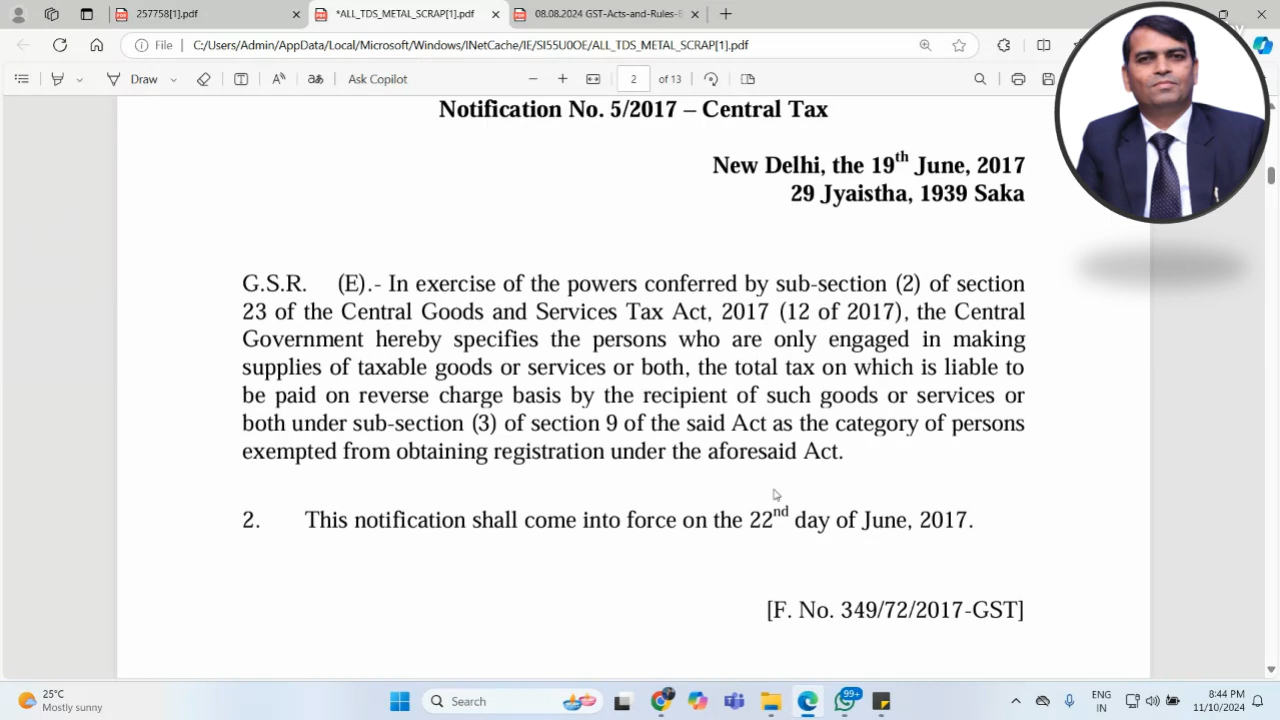 257758[1].pdf
*ALL_TDS_METAL_SCRAP[1].pdf
08.08.2024 GST-Acts-and-Rules-E
File
C:/Users/Admin/AppData/Local/Microsoft/Windows/INetCache/IE/SI55U0OE/ALL_TDS_METAL_SCRAP[1].pdf
Draw
Ask Copilot
2 of 13
Notification No. 5/2017 – Central Tax
New Delhi, the 19th June, 2017
29 Jyaistha, 1939 Saka
G.S.R. (E).- In exercise of the powers conferred by sub-section (2) of section
23 of the Central Goods and Services Tax Act, 2017 (12 of 2017), the Central
Government hereby specifies the persons who are only engaged in making
supplies of taxable goods or services or both, the total tax on which is liable to
be paid on reverse charge basis by the recipient of such goods or services or
both under sub-section (3) of section 9 of the said Act as the category of persons
exempted from obtaining registration under the aforesaid Act.
2. This notification shall come into force on the 22nd day of June, 2017.
[F. No. 349/72/2017-GST]
25°C
Mostly sunny
Search
99+
ENG
IN
8:44 PM
11/10/2024